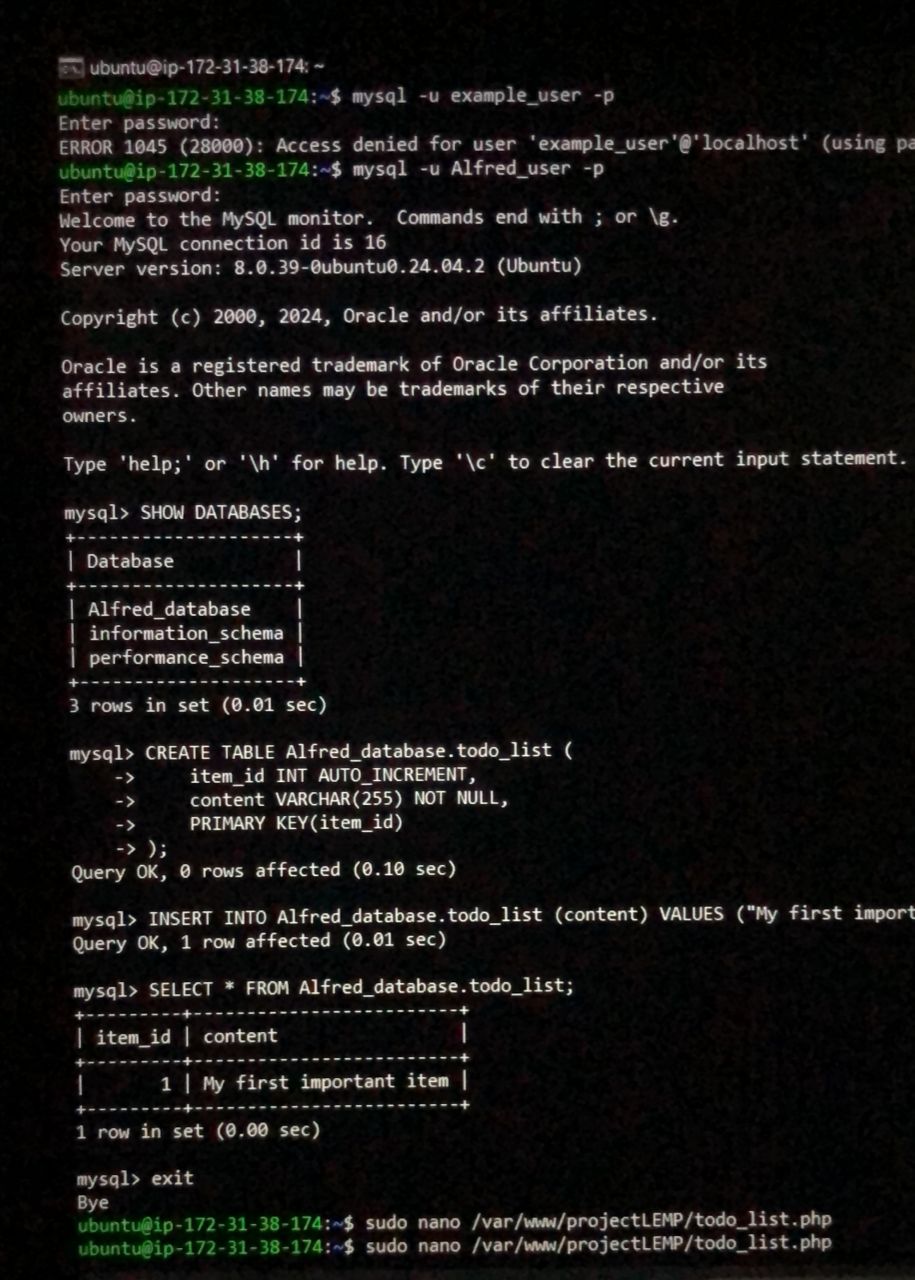 ubuntu@ip-172-31-38-174: ~
ubuntu@ip-172-31-38-174:~$ mysql -u example_user -p
Enter password:
ERROR 1045 (28000): Access denied for user 'example_user'@'localhost' (using pa
ubuntu@ip-172-31-38-174:~$ mysql -u Alfred_user -p
Enter password:
Welcome to the MySQL monitor.  Commands end with ; or \g.
Your MySQL connection id is 16
Server version: 8.0.39-0ubuntu0.24.04.2 (Ubuntu)
Copyright (c) 2000, 2024, Oracle and/or its affiliates.
Oracle is a registered trademark of Oracle Corporation and/or its
affiliates. Other names may be trademarks of their respective
owners.
Type 'help;' or '\h' for help. Type '\c' to clear the current input statement.
mysql> SHOW DATABASES;
+--------------------+
| Database           |
+--------------------+
| Alfred_database    |
| information_schema |
| performance_schema |
+--------------------+
3 rows in set (0.01 sec)
mysql> CREATE TABLE Alfred_database.todo_list (
    ->     item_id INT AUTO_INCREMENT,
    ->     content VARCHAR(255) NOT NULL,
    ->     PRIMARY KEY(item_id)
    -> );
Query OK, 0 rows affected (0.10 sec)
mysql> INSERT INTO Alfred_database.todo_list (content) VALUES ("My first import
Query OK, 1 row affected (0.01 sec)
mysql> SELECT * FROM Alfred_database.todo_list;
+---------+-------------------------+
| item_id | content                 |
+---------+-------------------------+
|       1 | My first important item |
+---------+-------------------------+
1 row in set (0.00 sec)
mysql> exit
Bye
ubuntu@ip-172-31-38-174:~$ sudo nano /var/www/projectLEMP/todo_list.php
ubuntu@ip-172-31-38-174:~$ sudo nano /var/www/projectLEMP/todo_list.php